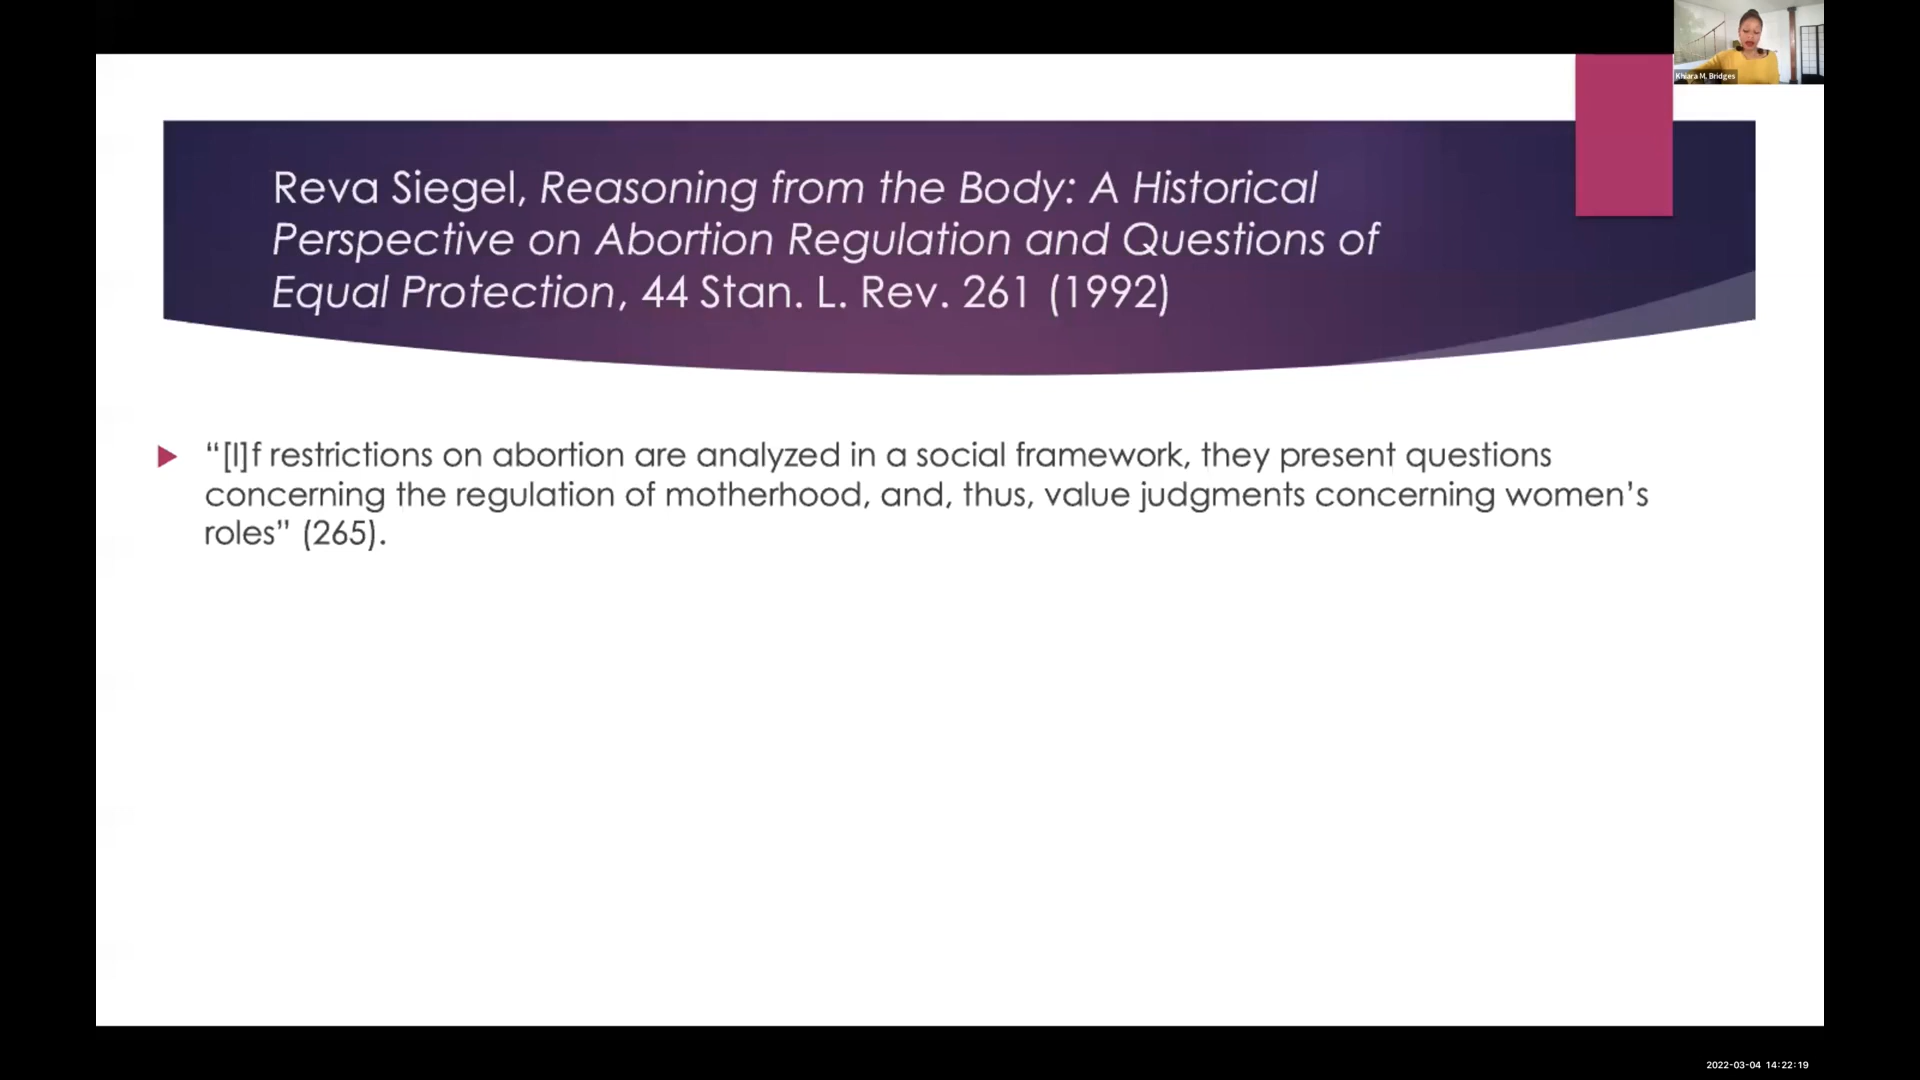 Khiara M. Bridges
Reva Siegel, Reasoning from the Body: A Historical
Perspective on Abortion Regulation and Questions of
Equal Protection, 44 Stan. L. Rev. 261 (1992)
“[I]f restrictions on abortion are analyzed in a social framework, they present questions
concerning the regulation of motherhood, and, thus, value judgments concerning women’s
roles” (265).
2022-03-04 14:22:19